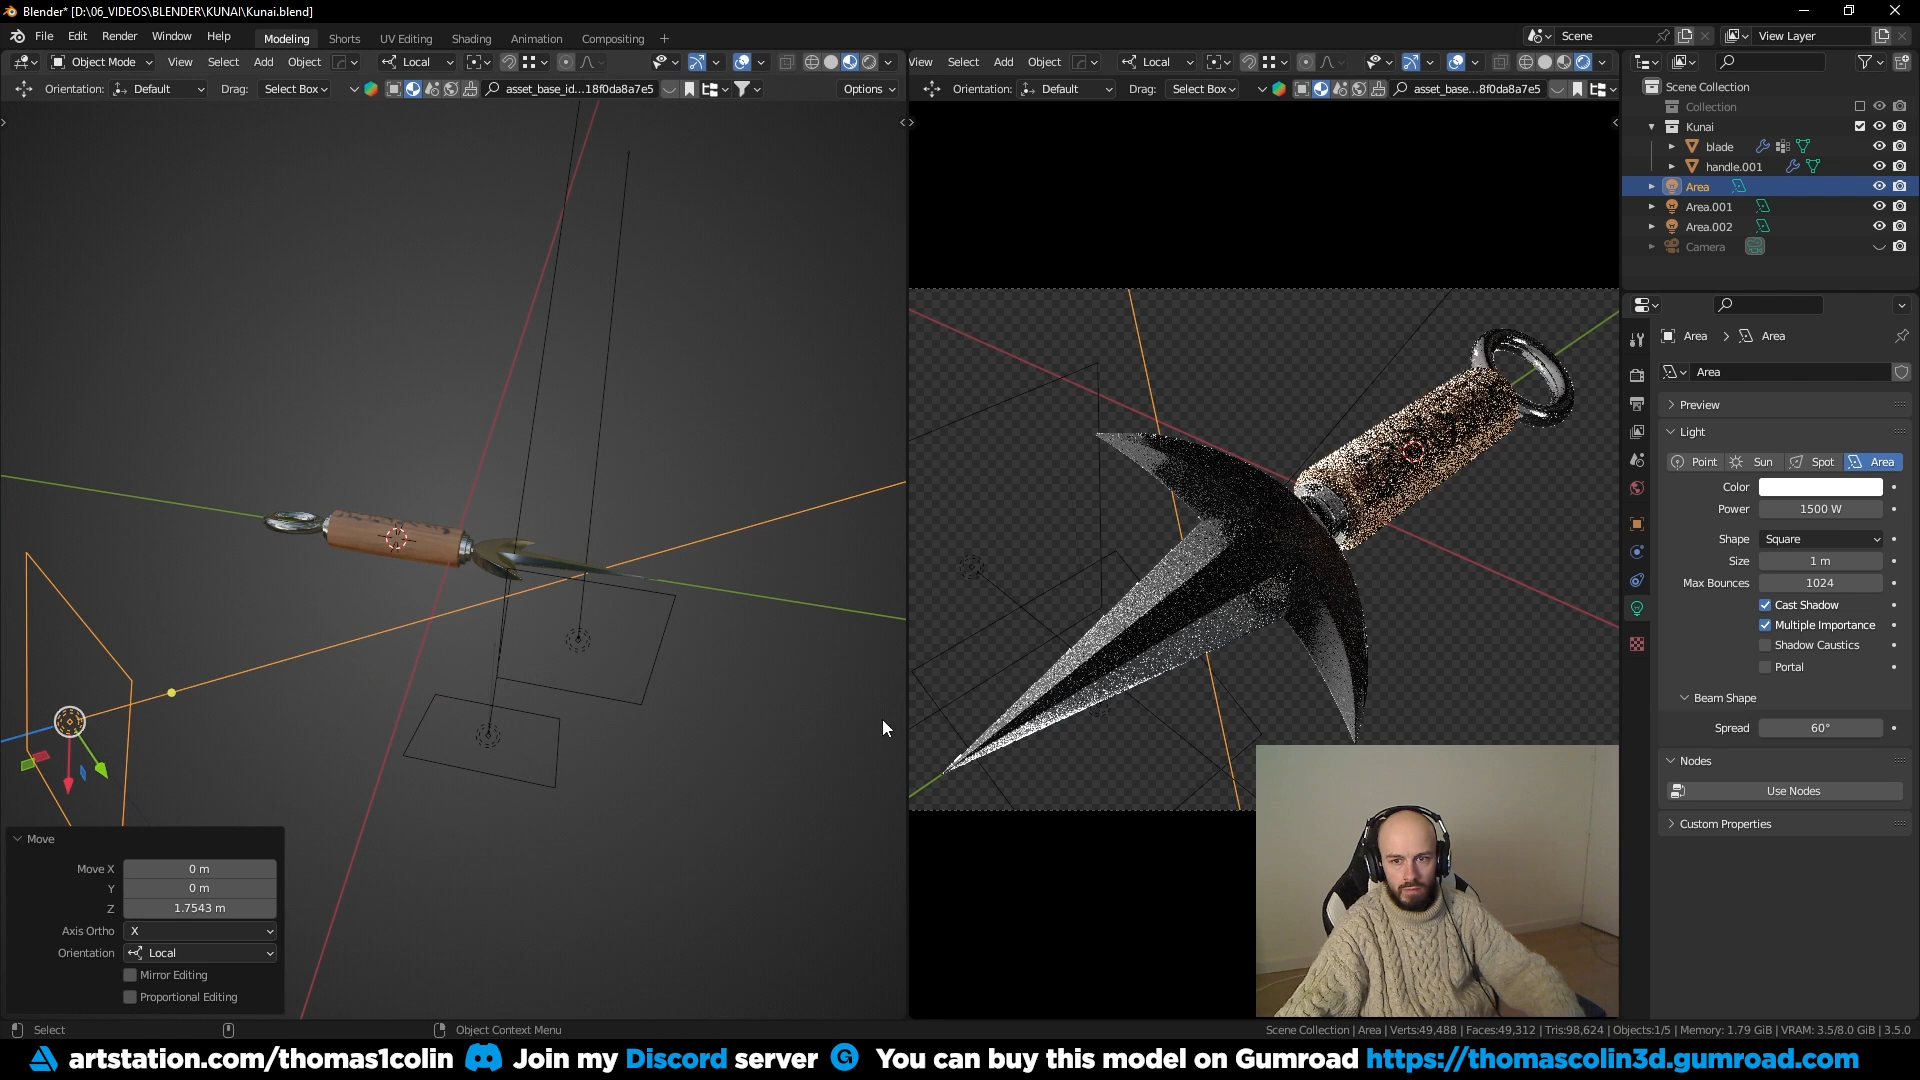 Blender* [D:\06_VIDEOS\BLENDER\KUNAI\Kunai.blend]
File Edit Render Window Help Modeling Shorts UV Editing Shading Animation Compositing + Scene View Layer
Object Mode View Select Add Object Local View Select Add Object Local
Orientation: Default Drag: Select Box asset_base_id...18f0da8a7e5 Options Orientation: Default Drag: Select Box asset_base...8f0da8a7e5
Scene Collection
Collection
Kunai
blade
handle.001
Area
Area.001
Area.002
Camera
Area > Area
Area
Preview
Light
Point Sun Spot Area
Color
Power 1500 W
Shape Square
Size 1 m
Max Bounces 1024
Cast Shadow
Multiple Importance
Shadow Caustics
Portal
Beam Shape
Spread 60°
Nodes
Use Nodes
Custom Properties
Move
Move X 0 m
Y 0 m
Z 1.7543 m
Axis Ortho X
Orientation Local
Mirror Editing
Proportional Editing
Select Object Context Menu Scene Collection | Area | Verts:49,488 | Faces:49,312 | Tris:98,624 | Objects:1/5 | Memory: 1.79 GiB | VRAM: 3.5/8.0 GiB | 3.5.0
artstation.com/thomas1colin Join my Discord server You can buy this model on Gumroad https://thomascolin3d.gumroad.com